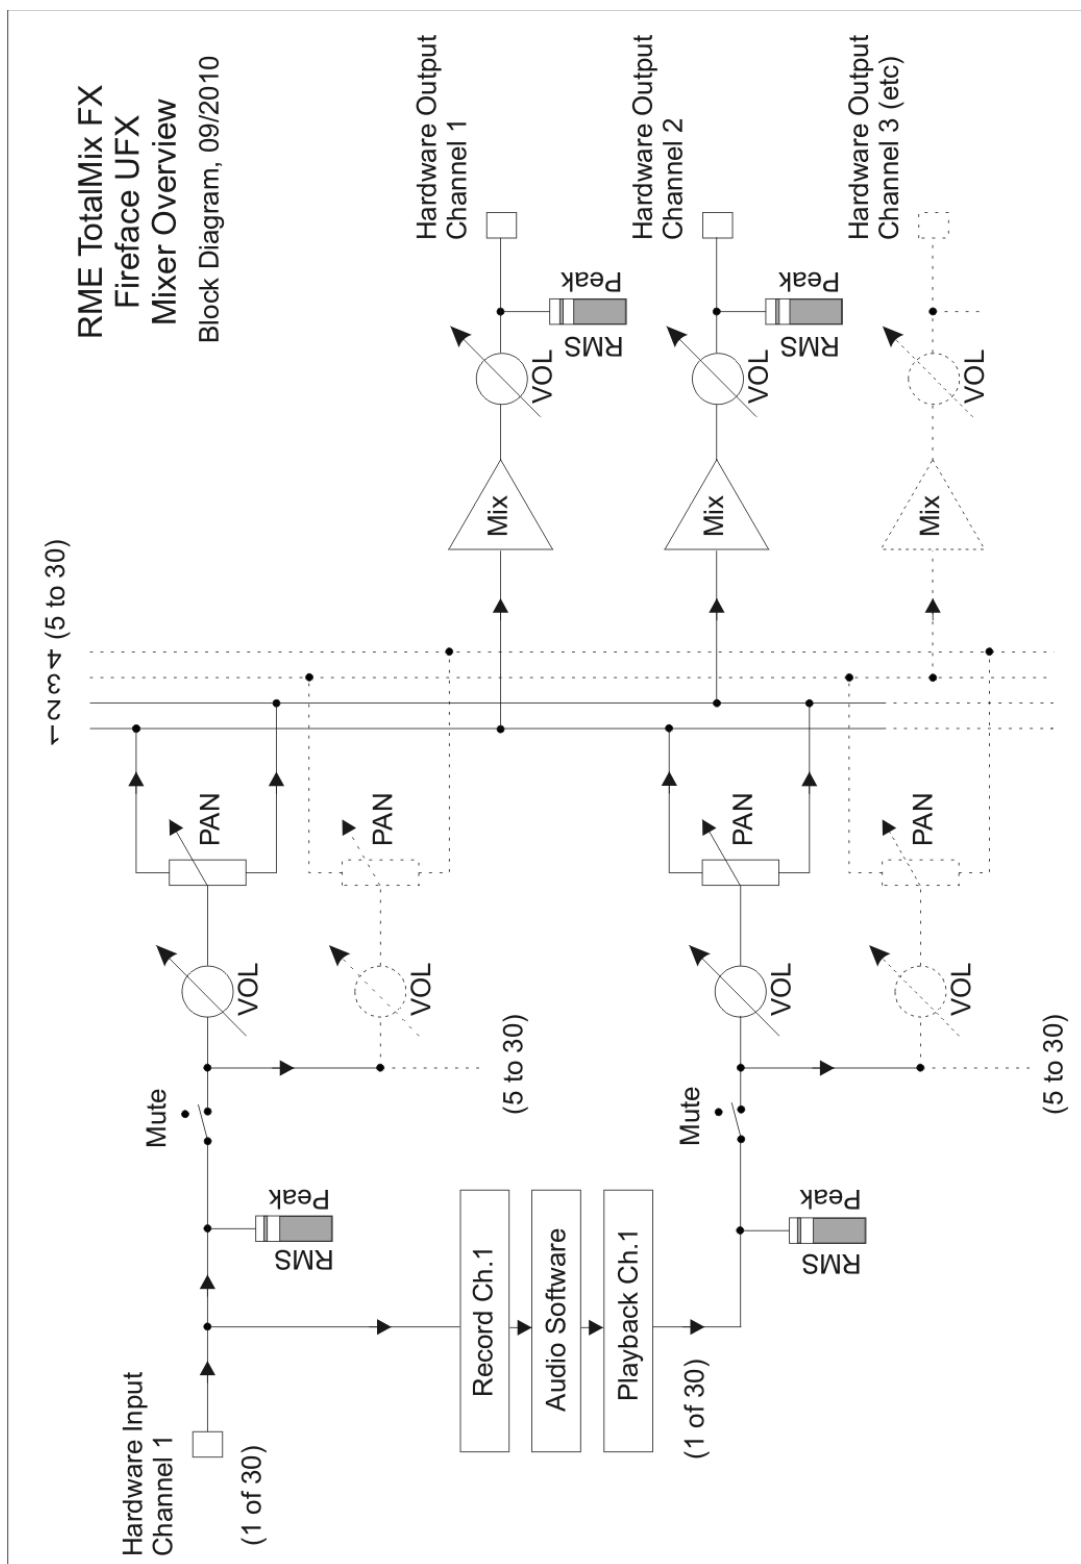 RME TotalMix FX
Fireface UFX
Mixer Overview
Block Diagram, 09/2010
Hardware Input
Channel 1
(1 of 30)
RMS
Peak
Mute
VOL
PAN
VOL
PAN
(5 to 30)
1 2 3 4 (5 to 30)
Record Ch.1
Audio Software
Playback Ch.1
(1 of 30)
RMS
Peak
Mute
VOL
PAN
VOL
PAN
(5 to 30)
Mix
VOL
RMS
Peak
Hardware Output
Channel 1
Mix
VOL
RMS
Peak
Hardware Output
Channel 2
Mix
VOL
Hardware Output
Channel 3 (etc)